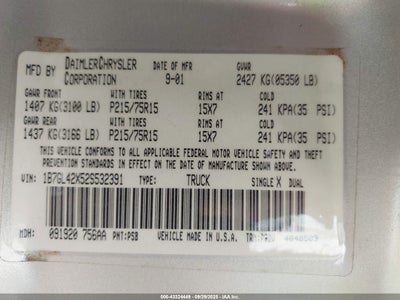 MFD BY DAIMLERCHRYSLER CORPORATION DATE OF MFR 9-01 GVWR 2427 KG(05350 LB)
GAWR FRONT WITH TIRES RIMS AT COLD
1407 KG(3100 LB) P215/75R15 15X7 241 KPA(35 PSI)
GAWR REAR WITH TIRES RIMS AT COLD
1437 KG(3166 LB) P215/75R15 15X7 241 KPA(35 PSI)
THIS VEHICLE CONFORMS TO ALL APPLICABLE FEDERAL MOTOR VEHICLE SAFETY AND THEFT
PREVENTION STANDARDS IN EFFECT ON THE DATE OF MANUFACTURE SHOWN ABOVE.
VIN: 1B7GL42X52S532391 TYPE: TRUCK SINGLE X DUAL
MDH: 091920 756AA PNT:PSB VEHICLE MADE IN U.S.A.
500-43324449 - 09/29/2025 - IAA, Inc.